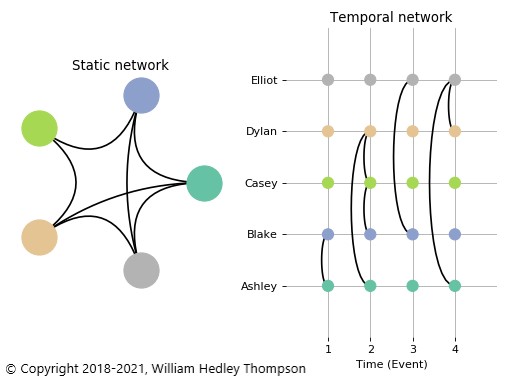 Static network
Temporal network
Elliot
Dylan
Casey
Blake
Ashley
1 2 3 4
Time (Event)
© Copyright 2018-2021, William Hedley Thompson